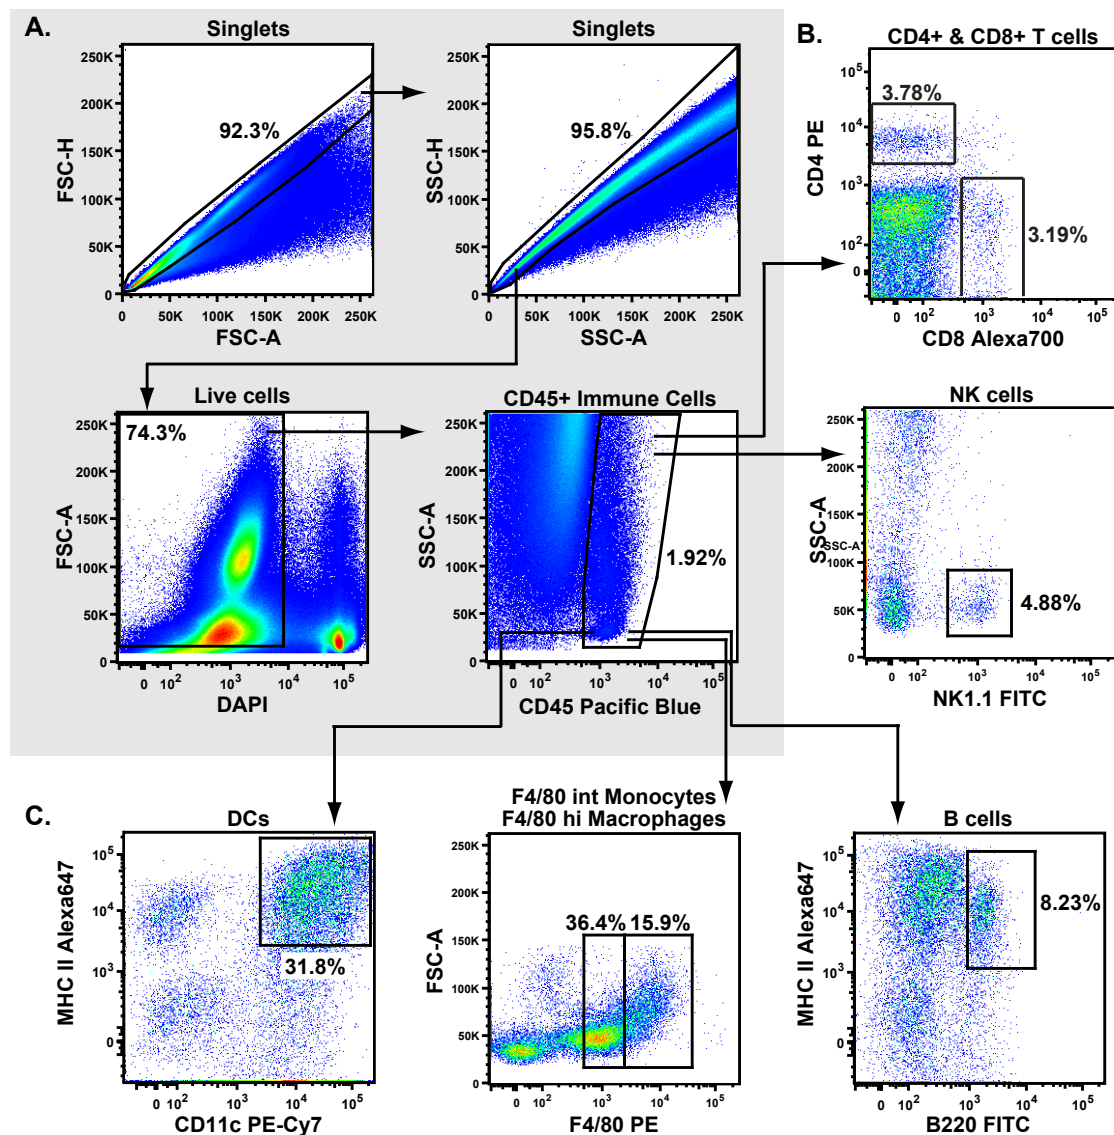 A.
Singlets
92.3%
FSC-H
250K
200K
150K
100K
50K
0
0 50K 100K 150K 200K 250K
FSC-A
Singlets
95.8%
SSC-H
250K
200K
150K
100K
50K
0
0 50K 100K 150K 200K 250K
SSC-A
B.
CD4+ & CD8+ T cells
3.78%
3.19%
CD4 PE
10^5
10^4
10^3
10^2
0
0 10^2 10^3 10^4 10^5
CD8 Alexa700
Live cells
74.3%
FSC-A
250K
200K
150K
100K
50K
0
0 10^2 10^3 10^4 10^5
DAPI
CD45+ Immune Cells
1.92%
SSC-A
250K
200K
150K
100K
50K
0
0 10^2 10^3 10^4 10^5
CD45 Pacific Blue
NK cells
4.88%
SSC-A
SSC-A
250K
200K
150K
100K
50K
0
0 10^2 10^3 10^4 10^5
NK1.1 FITC
C.
DCs
31.8%
MHC II Alexa647
10^5
10^4
10^3
0
0 10^2 10^3 10^4 10^5
CD11c PE-Cy7
F4/80 int Monocytes
F4/80 hi Macrophages
36.4% 15.9%
FSC-A
250K
200K
150K
100K
50K
0
0 10^2 10^3 10^4 10^5
F4/80 PE
B cells
8.23%
MHC II Alexa647
10^5
10^4
10^3
0
0 10^2 10^3 10^4 10^5
B220 FITC